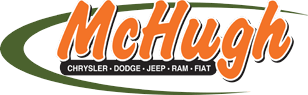 McHugh
CHRYSLER • DODGE • JEEP • RAM • FIAT